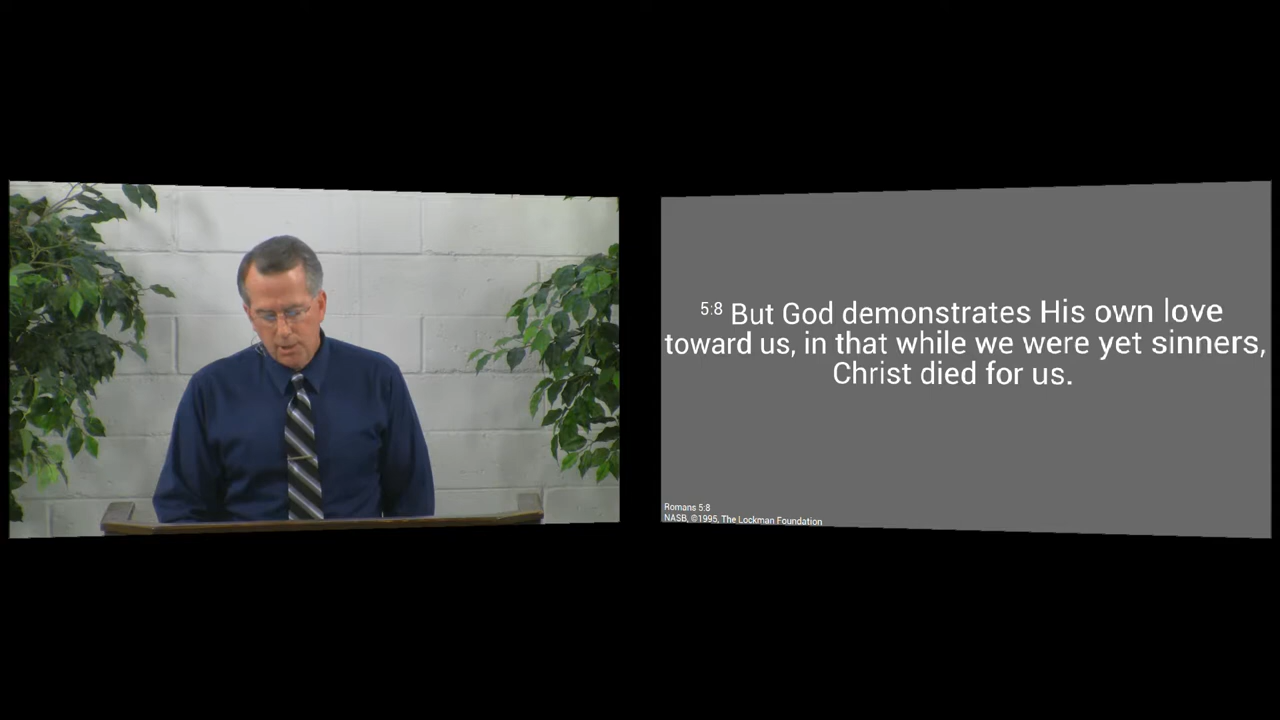 5:8 But God demonstrates His own love
toward us, in that while we were yet sinners,
Christ died for us.
Romans 5:8
NASB, ©1995, The Lockman Foundation